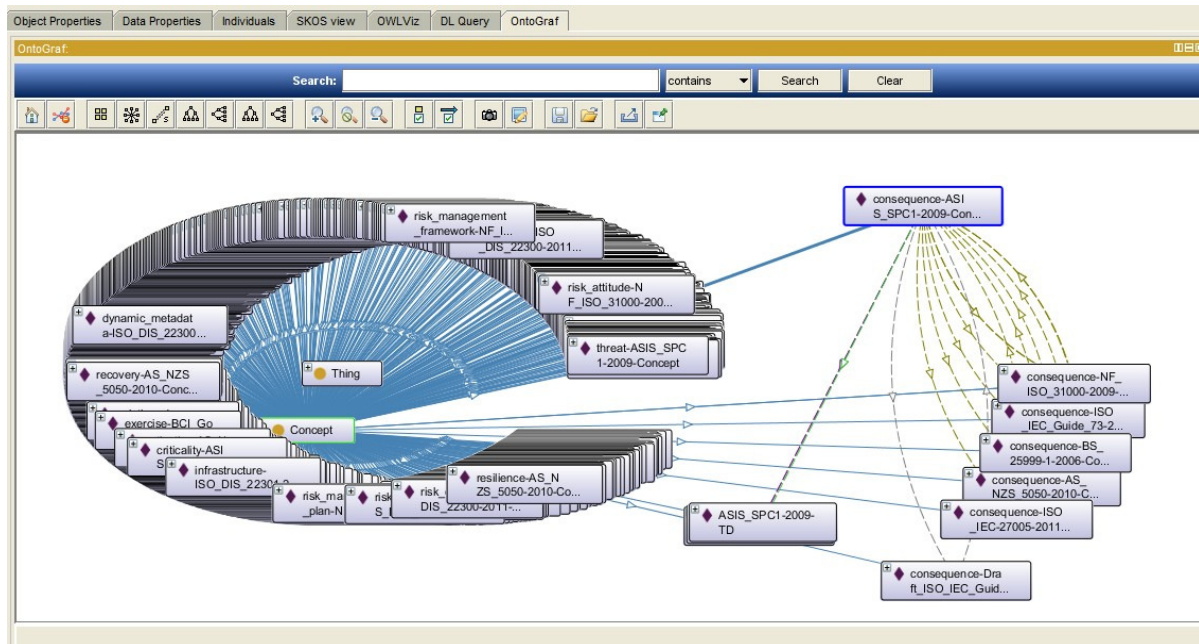 Object Properties
Data Properties
Individuals
SKOS view
OWLViz
DL Query
OntoGraf
OntoGraf:
Search:
contains
Search
Clear
risk_management
_framework-NF_I...
ISO
_DIS_22300-2011...
risk_attitude-N
F_ISO_31000-200...
threat-ASIS_SPC
1-2009-Concept
dynamic_metadat
a-ISO_DIS_22300...
recovery-AS_NZS
_5050-2010-Conc...
exercise-BCI_Go
criticality-ASI
infrastructure-
ISO_DIS_22301-2
risk_ma
_plan-N
risk
risk_
DIS_22300-2011-...
resilience-AS_N
ZS_5050-2010-Co...
Thing
Concept
consequence-ASI
S_SPC1-2009-Con...
consequence-NF_
ISO_31000-2009-...
consequence-ISO
_IEC_Guide_73-2...
consequence-BS_
25999-1-2006-Co...
consequence-AS_
NZS_5050-2010-C...
consequence-ISO
_IEC-27005-2011...
ASIS_SPC1-2009-
TD
consequence-Dra
ft_ISO_IEC_Guid...